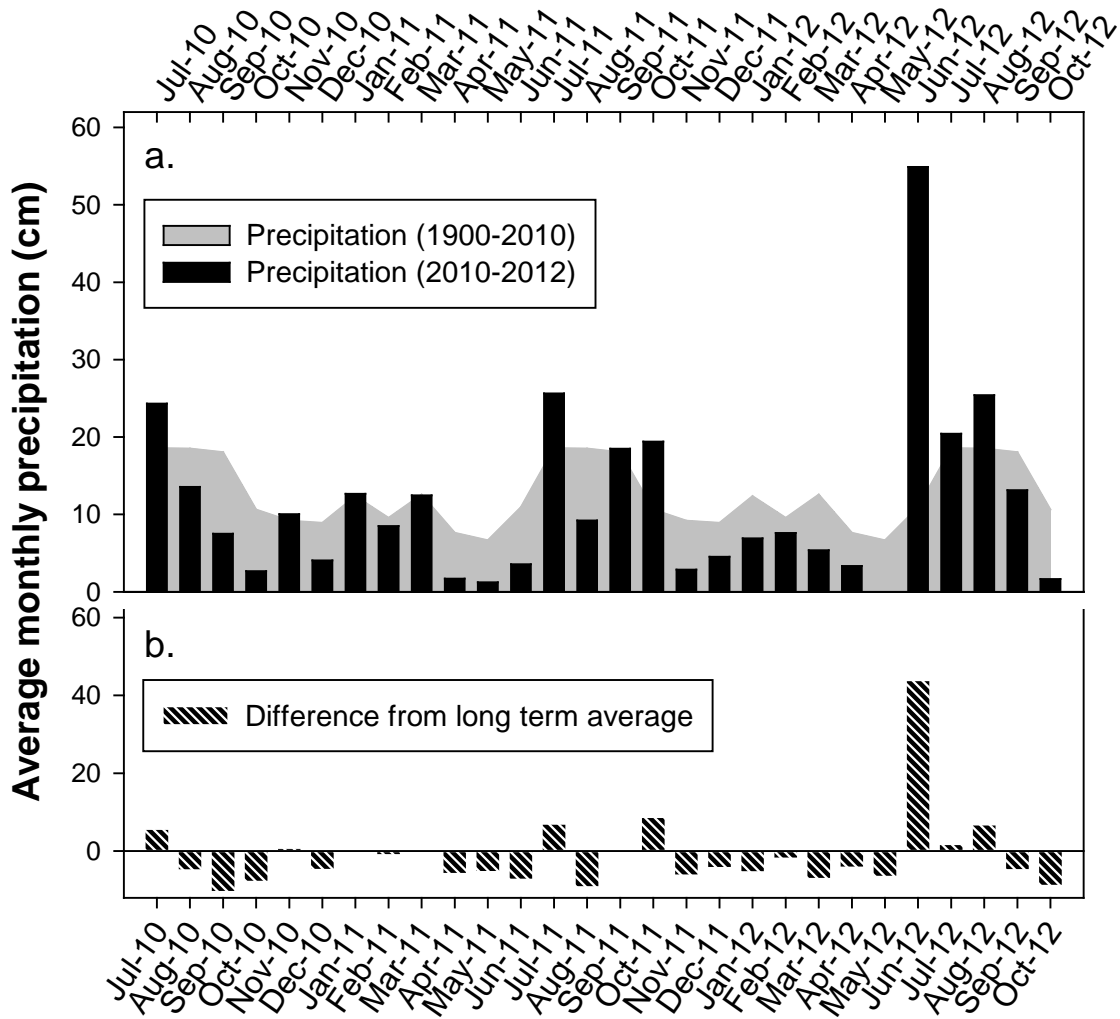 Jul-10
Aug-10
Sep-10
Oct-10
Nov-10
Dec-10
Jan-11
Feb-11
Mar-11
Apr-11
May-11
Jun-11
Jul-11
Aug-11
Sep-11
Oct-11
Nov-11
Dec-11
Jan-12
Feb-12
Mar-12
Apr-12
May-12
Jun-12
Jul-12
Aug-12
Sep-12
Oct-12
Average monthly precipitation (cm)
60
50
40
30
20
10
0
a.
Precipitation (1900-2010)
Precipitation (2010-2012)
60
40
20
0
b.
Difference from long term average
Jul-10
Aug-10
Sep-10
Oct-10
Nov-10
Dec-10
Jan-11
Feb-11
Mar-11
Apr-11
May-11
Jun-11
Jul-11
Aug-11
Sep-11
Oct-11
Nov-11
Dec-11
Jan-12
Feb-12
Mar-12
Apr-12
May-12
Jun-12
Jul-12
Aug-12
Sep-12
Oct-12